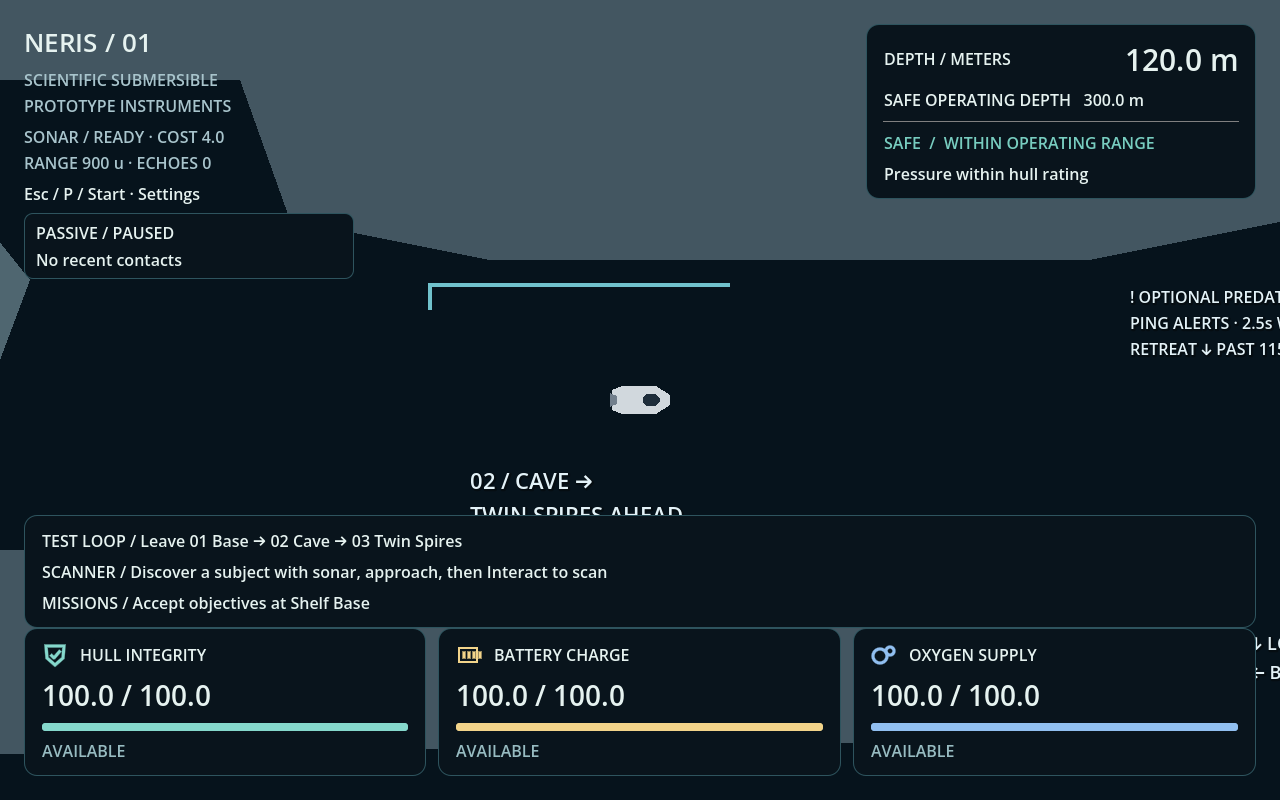 NERIS / 01
SCIENTIFIC SUBMERSIBLE
PROTOTYPE INSTRUMENTS
SONAR / READY · COST 4.0
RANGE 900 u · ECHOES 0
Esc / P / Start · Settings
PASSIVE / PAUSED
No recent contacts
DEPTH / METERS 120.0 m
SAFE OPERATING DEPTH 300.0 m
SAFE / WITHIN OPERATING RANGE
Pressure within hull rating
! OPTIONAL
PING ALERTS · 2.5s
RETREAT ↓ PAST
02 / CAVE →
TWIN SPIRES AHEAD
TEST LOOP / Leave 01 Base → 02 Cave → 03 Twin Spires
SCANNER / Discover a subject with sonar, approach, then Interact to scan
MISSIONS / Accept objectives at Shelf Base
HULL INTEGRITY
100.0 / 100.0
AVAILABLE
BATTERY CHARGE
100.0 / 100.0
AVAILABLE
OXYGEN SUPPLY
100.0 / 100.0
AVAILABLE